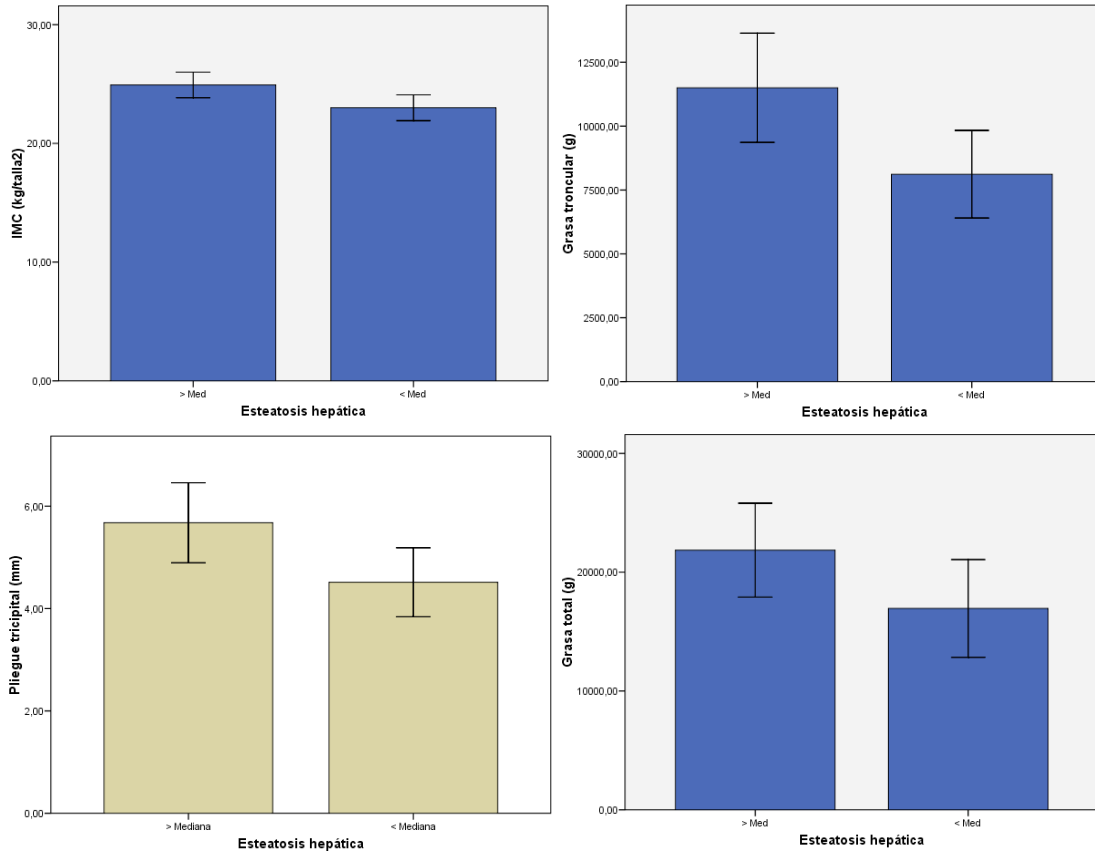 IMC (kg/talla2)
30,00
20,00
10,00
0,00
> Med
< Med
Esteatosis hepática
Grasa troncular (g)
12500,00
10000,00
7500,00
5000,00
2500,00
0,00
> Med
< Med
Esteatosis hepática
Pliegue tricipital (mm)
6,00
4,00
2,00
0,00
> Mediana
< Mediana
Esteatosis hepática
Grasa total (g)
30000,00
20000,00
10000,00
0,00
> Med
< Med
Esteatosis hepática